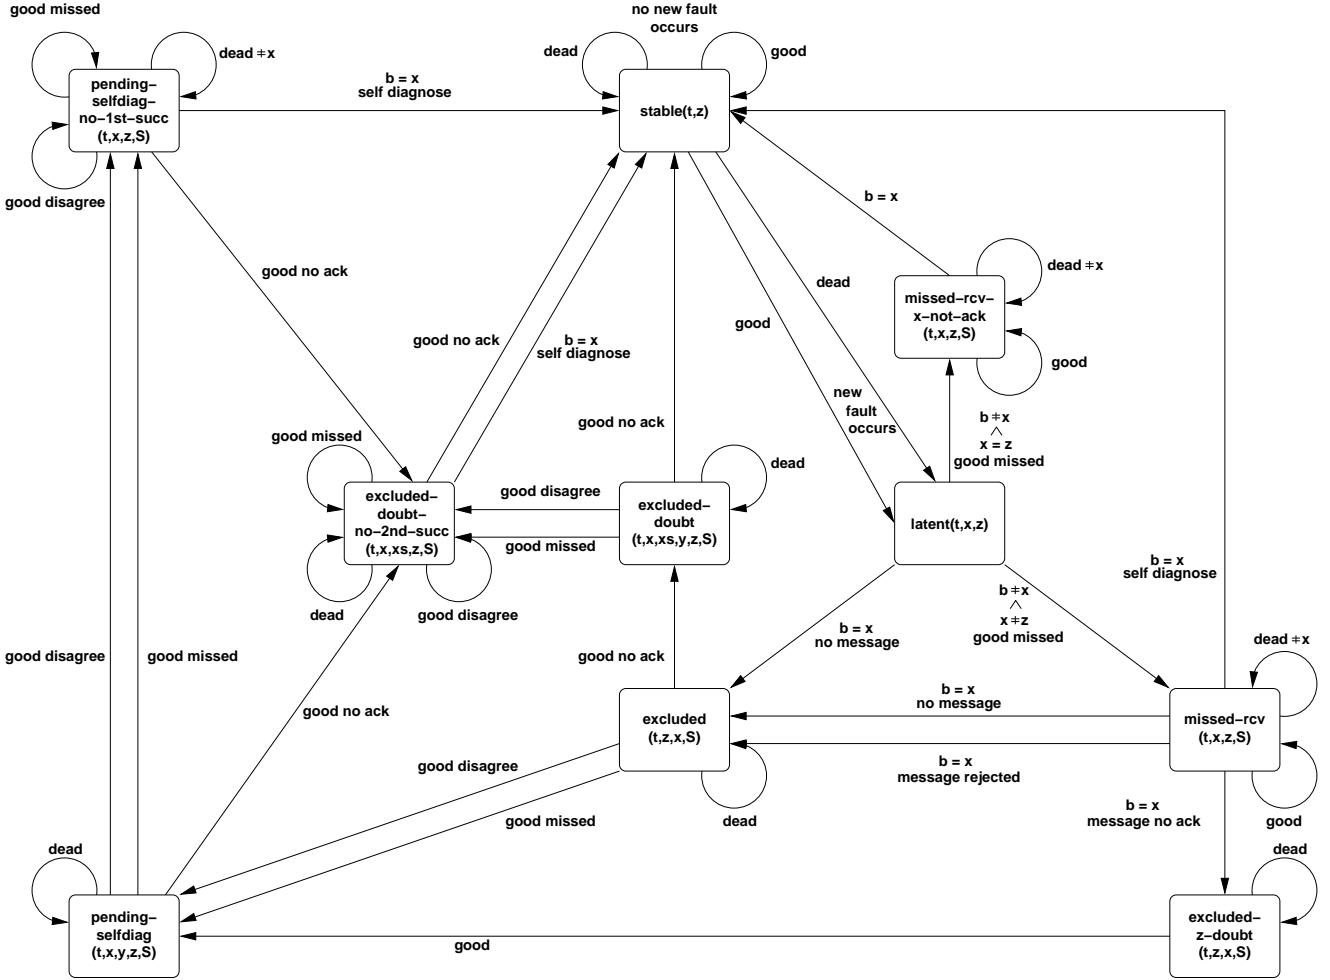 good missed
no new fault
occurs
dead ≠x
dead
good
pending–
selfdiag–
no–1st–succ
(t,x,z,S)
b = x
self diagnose
stable(t,z)
good disagree
b = x
good no ack
dead
dead ≠x
missed–rcv–
x–not–ack
(t,x,z,S)
good
good no ack
b = x
self diagnose
good
new
fault
occurs
good no ack
b ≠x
∧
x = z
good missed
good missed
dead
good disagree
excluded–
doubt–
no–2nd–succ
(t,x,xs,z,S)
excluded–
doubt
(t,x,xs,y,z,S)
latent(t,x,z)
good missed
b = x
self diagnose
dead
good disagree
b ≠x
∧
x ≠z
good missed
b = x
no message
good disagree
good missed
good no ack
dead ≠x
b = x
no message
good no ack
excluded
(t,z,x,S)
missed–rcv
(t,x,z,S)
good disagree
b = x
message rejected
good missed
dead
b = x
message no ack
good
dead
dead
pending–
selfdiag
(t,x,y,z,S)
good
excluded–
z–doubt
(t,z,x,S)